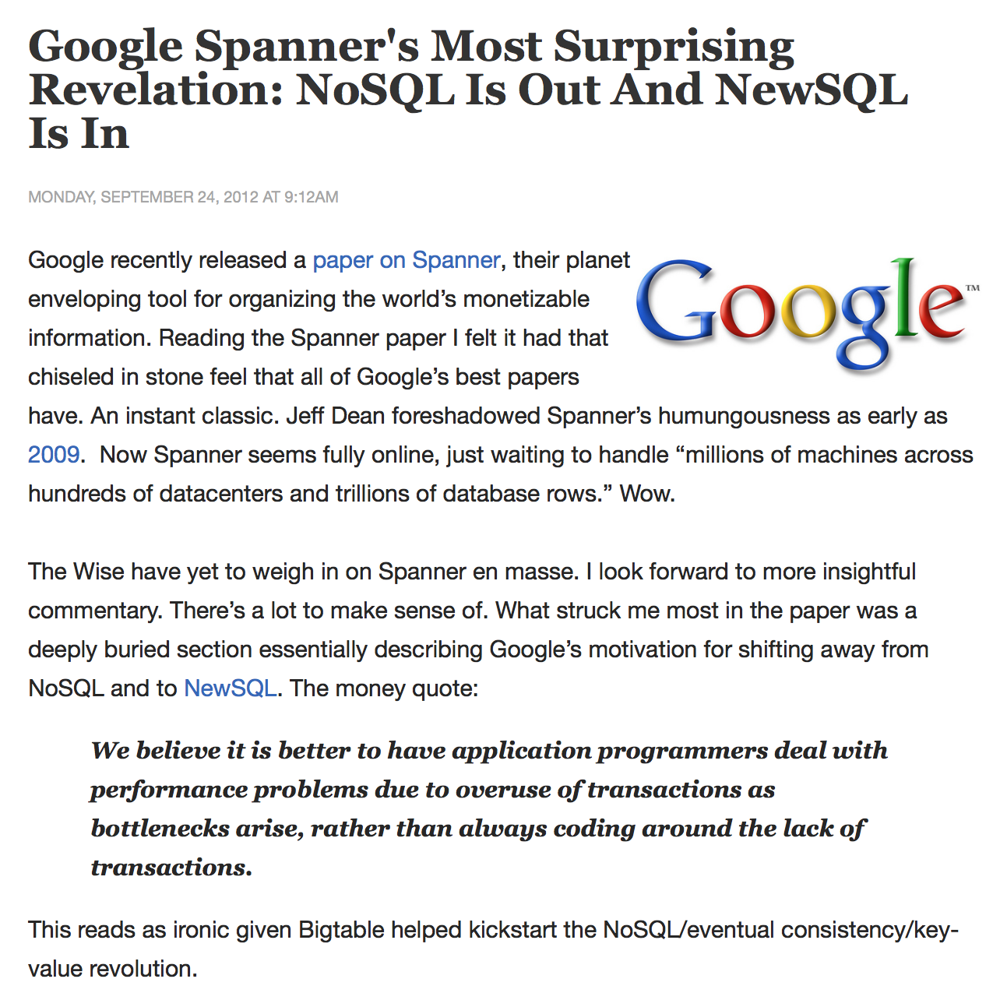 Google Spanner's Most Surprising
Revelation: NoSQL Is Out And NewSQL
Is In
MONDAY, SEPTEMBER 24, 2012 AT 9:12AM
Google recently released a paper on Spanner, their planet
enveloping tool for organizing the world’s monetizable
information. Reading the Spanner paper I felt it had that
chiseled in stone feel that all of Google’s best papers
Google™
have. An instant classic. Jeff Dean foreshadowed Spanner’s humungousness as early as
2009.  Now Spanner seems fully online, just waiting to handle “millions of machines across
hundreds of datacenters and trillions of database rows.” Wow.
The Wise have yet to weigh in on Spanner en masse. I look forward to more insightful
commentary. There’s a lot to make sense of. What struck me most in the paper was a
deeply buried section essentially describing Google’s motivation for shifting away from
NoSQL and to NewSQL. The money quote:
We believe it is better to have application programmers deal with
performance problems due to overuse of transactions as
bottlenecks arise, rather than always coding around the lack of
transactions.
This reads as ironic given Bigtable helped kickstart the NoSQL/eventual consistency/key-
value revolution.